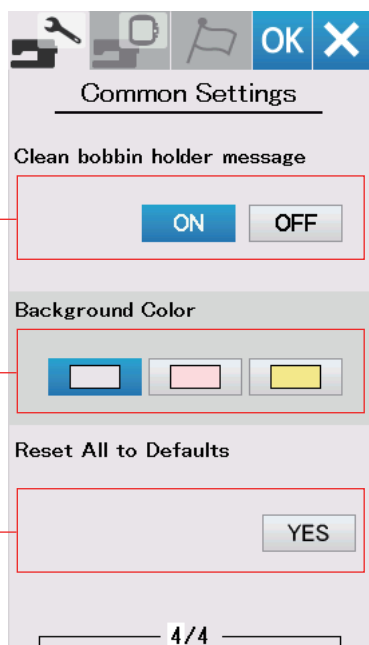 OK
Common Settings
Clean bobbin holder message
ON OFF
Background Color
Reset All to Defaults
YES
4/4